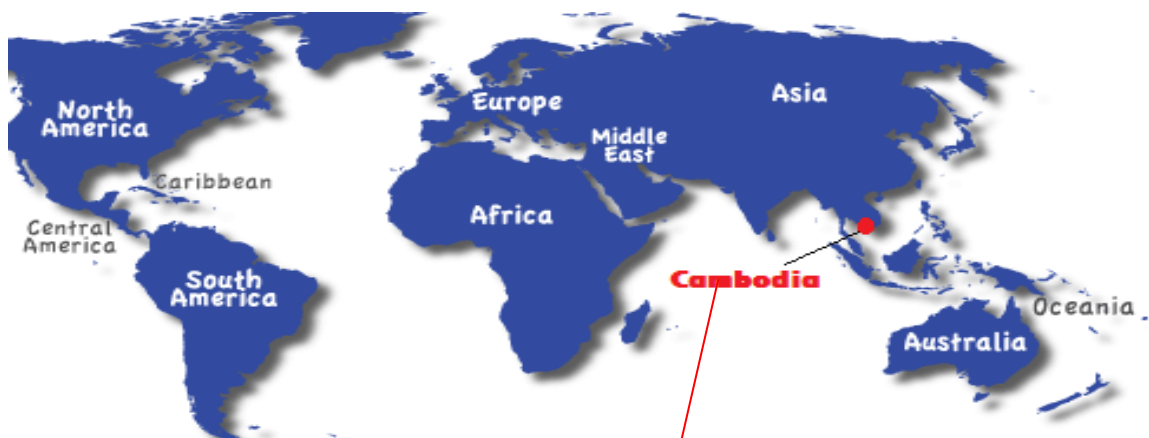 North
America
Caribbean
Central
America
South
America
Europe
Middle
East
Africa
Asia
Cambodia
Oceania
Australia